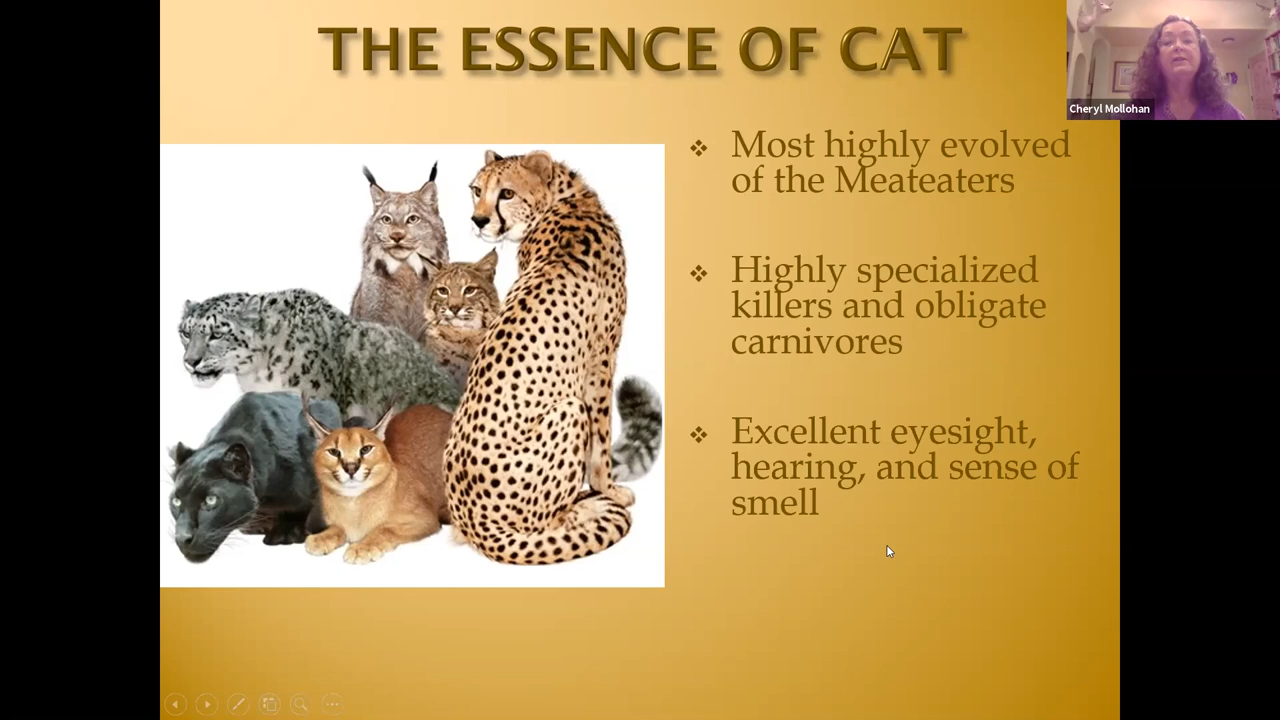 THE ESSENCE OF CAT
Cheryl Mollohan
❖ Most highly evolved
of the Meateaters
❖ Highly specialized
killers and obligate
carnivores
❖ Excellent eyesight,
hearing, and sense of
smell